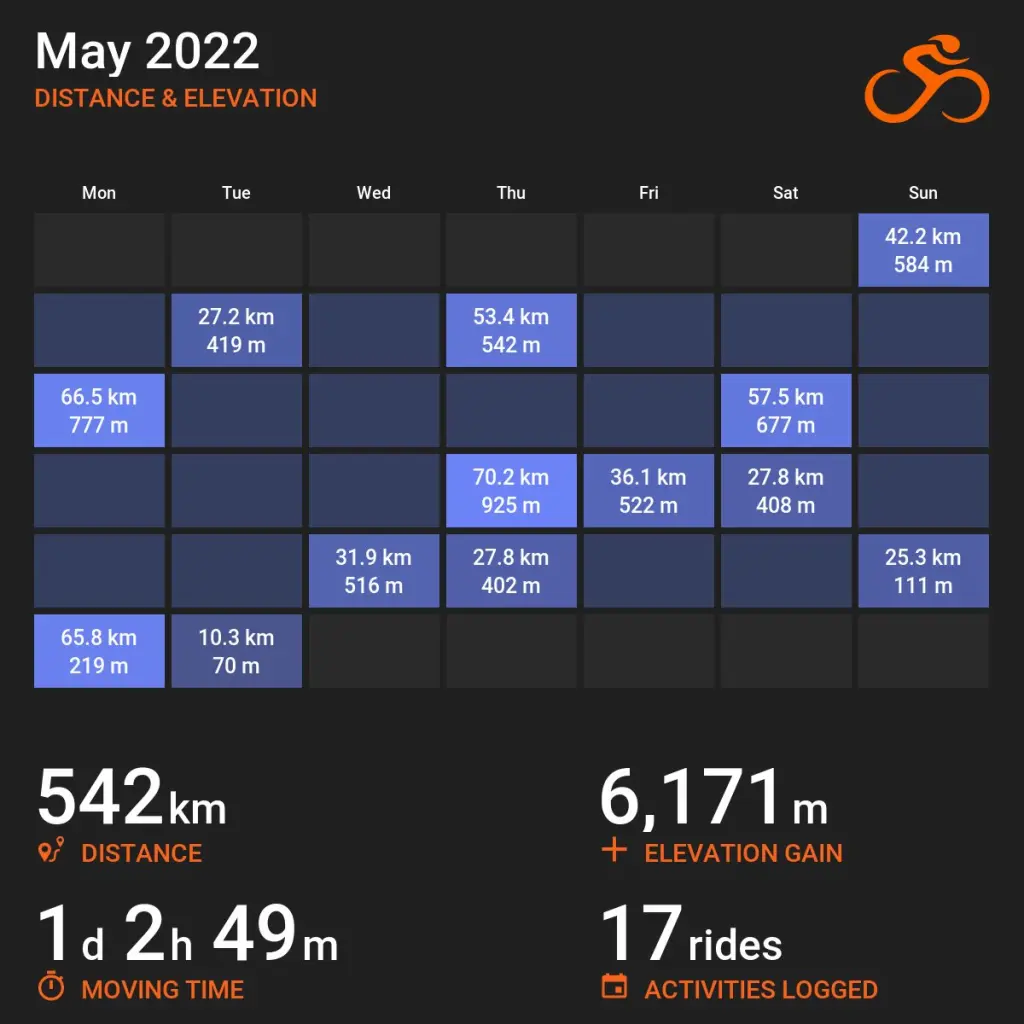 May 2022
DISTANCE & ELEVATION
Mon Tue Wed Thu Fri Sat Sun
42.2 km
584 m
27.2 km 53.4 km
419 m 542 m
66.5 km 57.5 km
777 m 677 m
70.2 km 36.1 km 27.8 km
925 m 522 m 408 m
31.9 km 27.8 km 25.3 km
516 m 402 m 111 m
65.8 km 10.3 km
219 m 70 m
542 km 6,171 m
DISTANCE ELEVATION GAIN
1d 2h 49m 17 rides
MOVING TIME ACTIVITIES LOGGED